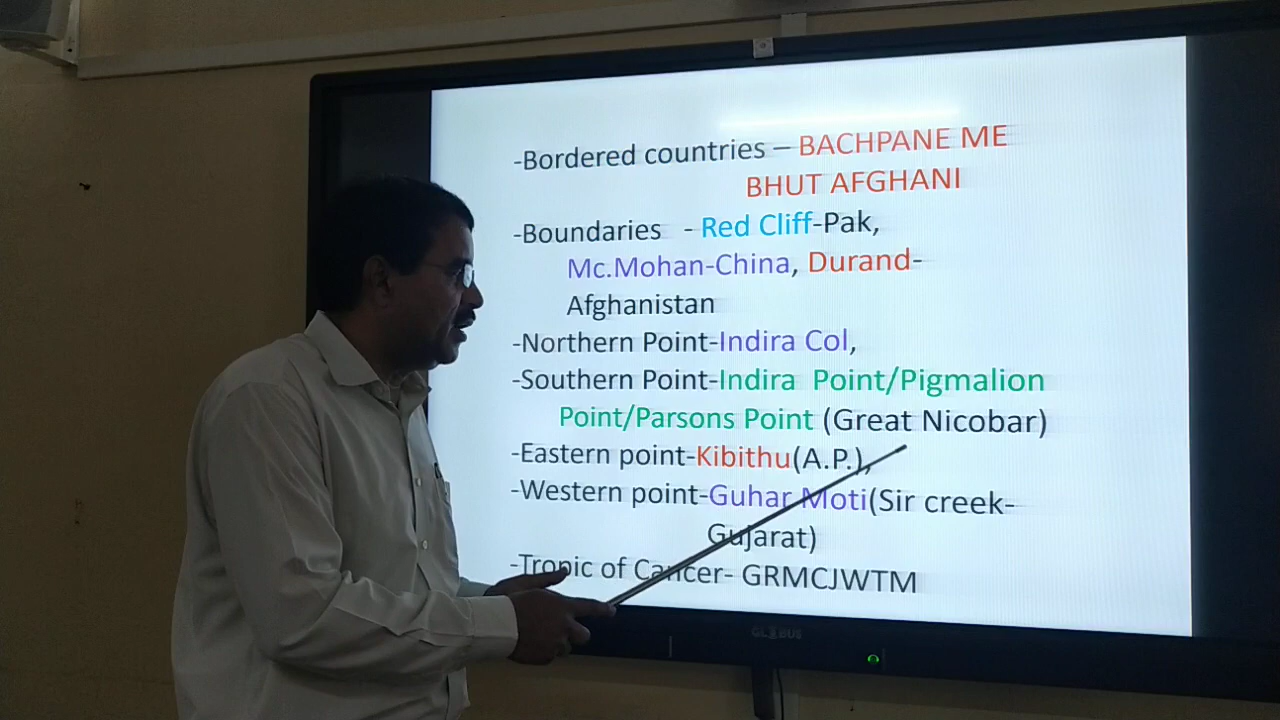 -Bordered countries – BACHPANE ME
BHUT AFGHANI
-Boundaries - Red Cliff-Pak,
Mc.Mohan-China, Durand-
Afghanistan
-Northern Point-Indira Col,
-Southern Point-Indira Point/Pigmalion
Point/Parsons Point (Great Nicobar)
-Eastern point-Kibithu(A.P.),
-Western point-Guhar Moti(Sir creek-
Gujarat)
-Tropic of Cancer- GRMCJWTM
GLOBUS